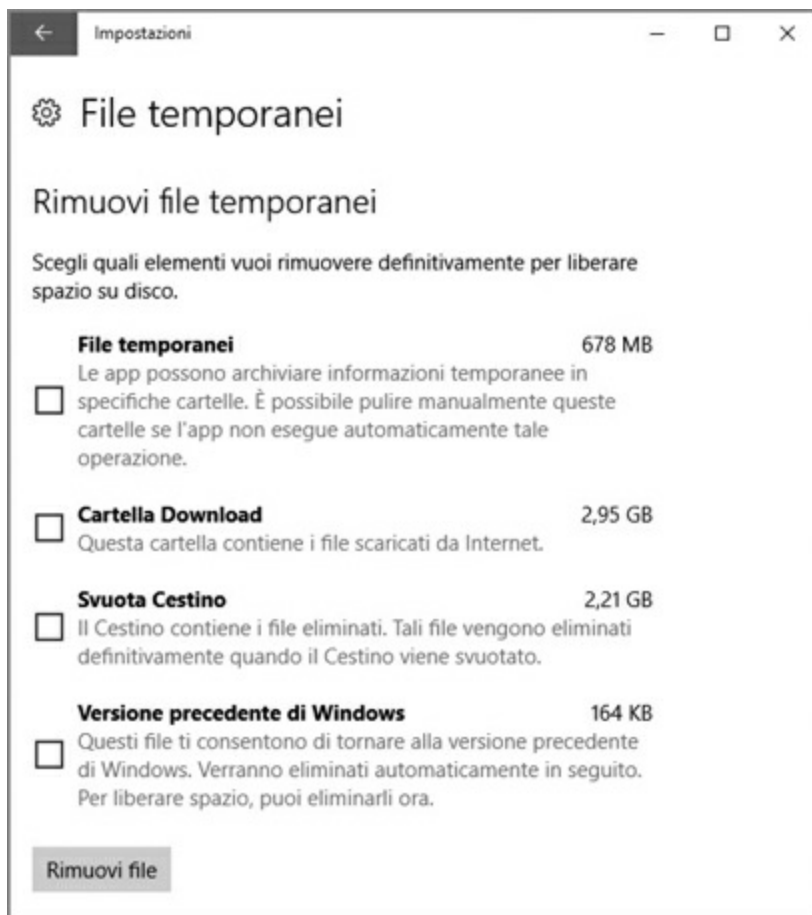 Impostazioni
File temporanei
Rimuovi file temporanei
Scegli quali elementi vuoi rimuovere definitivamente per liberare
spazio su disco.
File temporanei 678 MB
Le app possono archiviare informazioni temporanee in
specifiche cartelle. È possibile pulire manualmente queste
cartelle se l'app non esegue automaticamente tale
operazione.
Cartella Download 2,95 GB
Questa cartella contiene i file scaricati da Internet.
Svuota Cestino 2,21 GB
Il Cestino contiene i file eliminati. Tali file vengono eliminati
definitivamente quando il Cestino viene svuotato.
Versione precedente di Windows 164 KB
Questi file ti consentono di tornare alla versione precedente
di Windows. Verranno eliminati automaticamente in seguito.
Per liberare spazio, puoi eliminarli ora.
Rimuovi file